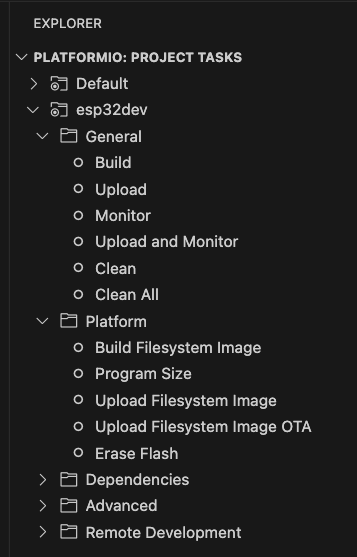 EXPLORER
PLATFORMIO: PROJECT TASKS
Default
esp32dev
General
Build
Upload
Monitor
Upload and Monitor
Clean
Clean All
Platform
Build Filesystem Image
Program Size
Upload Filesystem Image
Upload Filesystem Image OTA
Erase Flash
Dependencies
Advanced
Remote Development